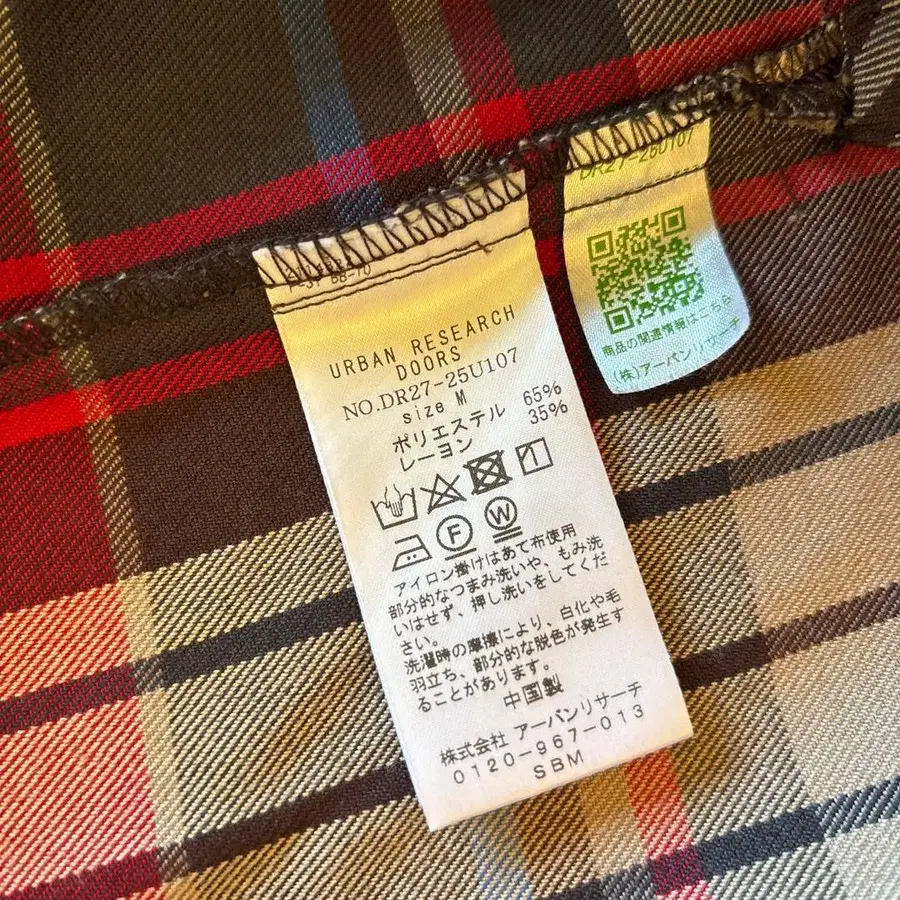 URBAN RESEARCH
DOORS
NO.DR27-25U107
size M
ポリエステル 65%
レーヨン 35%
F W
アイロン掛けはあて布使用
部分的なつまみ洗いや、もみ洗
いはせず、押し洗いをしてくだ
さい。
洗濯時の摩擦により、白化や毛
羽立ち、部分的な脱色が発生す
ることがあります。
中国製
株式会社 アーバンリサーチ
0120-967-013
SBM
DR27-25U107
商品の関連情報はこちら
(株)アーバンリサーチ